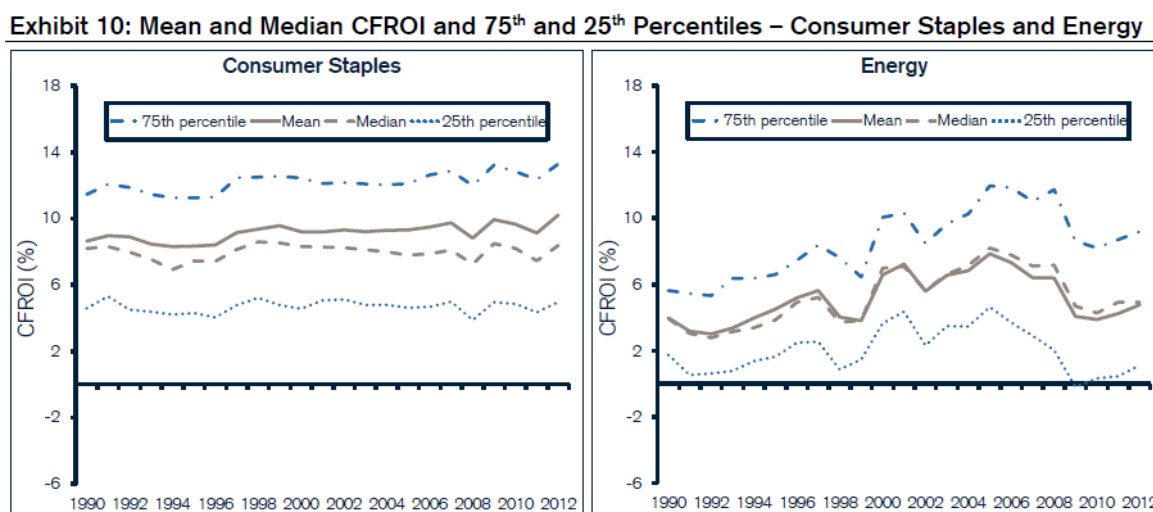 Exhibit 10: Mean and Median CFROI and 75th and 25th Percentiles – Consumer Staples and Energy
Consumer Staples
18
75th percentile Mean Median 25th percentile
14
10
6
2
-2
-6
CFROI (%)
1990 1992 1994 1996 1998 2000 2002 2004 2006 2008 2010 2012
Energy
18
75th percentile Mean Median 25th percentile
14
10
6
2
-2
-6
CFROI (%)
1990 1992 1994 1996 1998 2000 2002 2004 2006 2008 2010 2012